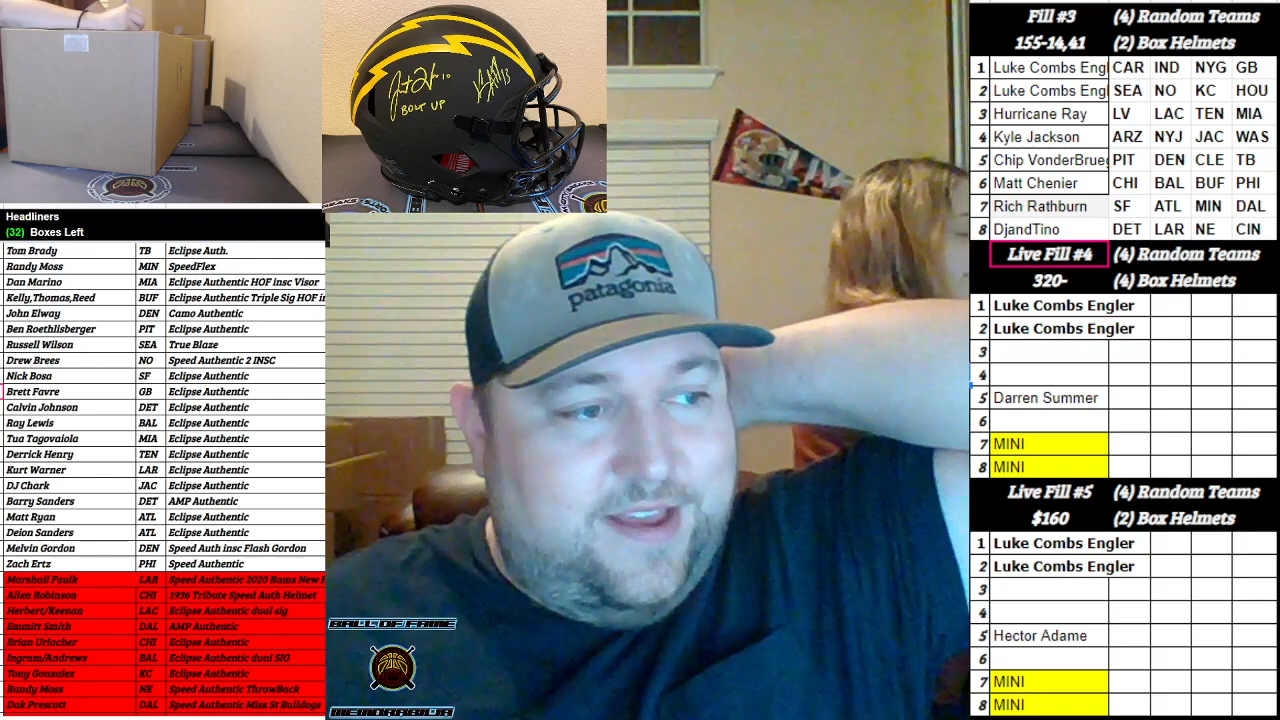 BOLT UP
Headliners
(32) Boxes Left
Tom Brady TB Eclipse Auth.
Randy Moss MIN SpeedFlex
Dan Marino MIA Eclipse Authentic HOF insc Visor
Kelly,Thomas,Reed BUF Eclipse Authentic Triple Sig HOF
John Elway DEN Camo Authentic
Ben Roethlisberger PIT Eclipse Authentic
Russell Wilson SEA True Blaze
Drew Brees NO Speed Authentic 2 INSC
Nick Bosa SF Eclipse Authentic
Brett Favre GB Eclipse Authentic
Calvin Johnson DET Eclipse Authentic
Ray Lewis BAL Eclipse Authentic
Tua Tagovaiola MIA Eclipse Authentic
Derrick Henry TEN Eclipse Authentic
Kurt Warner LAR Eclipse Authentic
DJ Chark JAC Eclipse Authentic
Barry Sanders DET AMP Authentic
Matt Ryan ATL Eclipse Authentic
Deion Sanders ATL Eclipse Authentic
Melvin Gordon DEN Speed Auth insc Flash Gordon
Zach Ertz PHI Speed Authentic
Marshall Faulk LAR Speed Authentic 2020 Rams New
Allen Robinson CHI 1936 Tribute Speed Auth Helmet
Herbert/Keenan LAC Eclipse Authentic dual sig
Emmitt Smith DAL AMP Authentic
Brian Urlacher CHI Eclipse Authentic
Ingram/Andrews BAL Eclipse Authentic dual SIG
Tony Gonzalez KC Eclipse Authentic
Randy Moss NE Speed Authentic ThrowBack
Dak Prescott DAL Speed Authentic Miss St Bulldogs
patagonia
BALL OF FAME
MEMORABILIA
Fill #3 (4) Random Teams
155-14,41 (2) Box Helmets
1 Luke Combs Engl CAR IND NYG GB
2 Luke Combs Engl SEA NO KC HOU
3 Hurricane Ray LV LAC TEN MIA
4 Kyle Jackson ARZ NYJ JAC WAS
5 Chip VonderBrueg PIT DEN CLE TB
6 Matt Chenier CHI BAL BUF PHI
7 Rich Rathburn SF ATL MIN DAL
8 DjandTino DET LAR NE CIN
Live Fill #4 (4) Random Teams
320- (4) Box Helmets
1 Luke Combs Engler
2 Luke Combs Engler
3
4
5 Darren Summer
6
7 MINI
8 MINI
Live Fill #5 (4) Random Teams
$160 (2) Box Helmets
1 Luke Combs Engler
2 Luke Combs Engler
3
4
5 Hector Adame
6
7 MINI
8 MINI